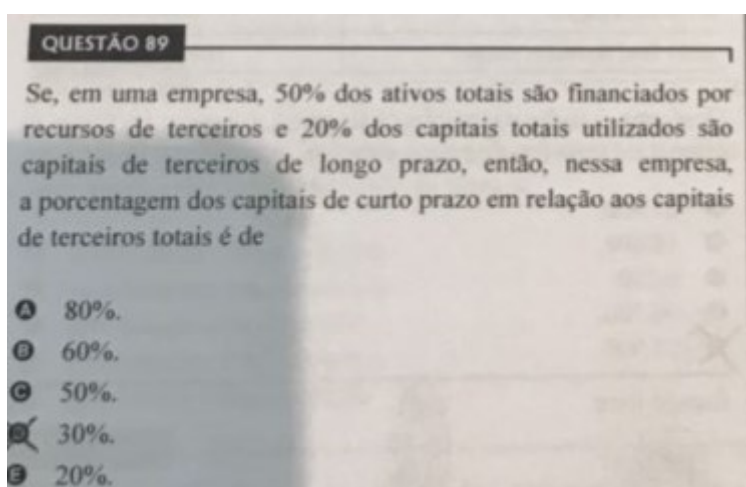 QUESTÃO 89
Se, em uma empresa, 50% dos ativos totais são financiados por
recursos de terceiros e 20% dos capitais totais utilizados são
capitais de terceiros de longo prazo, então, nessa empresa,
a porcentagem dos capitais de curto prazo em relação aos capitais
de terceiros totais é de
A 80%.
B 60%.
C 50%.
D 30%.
E 20%.